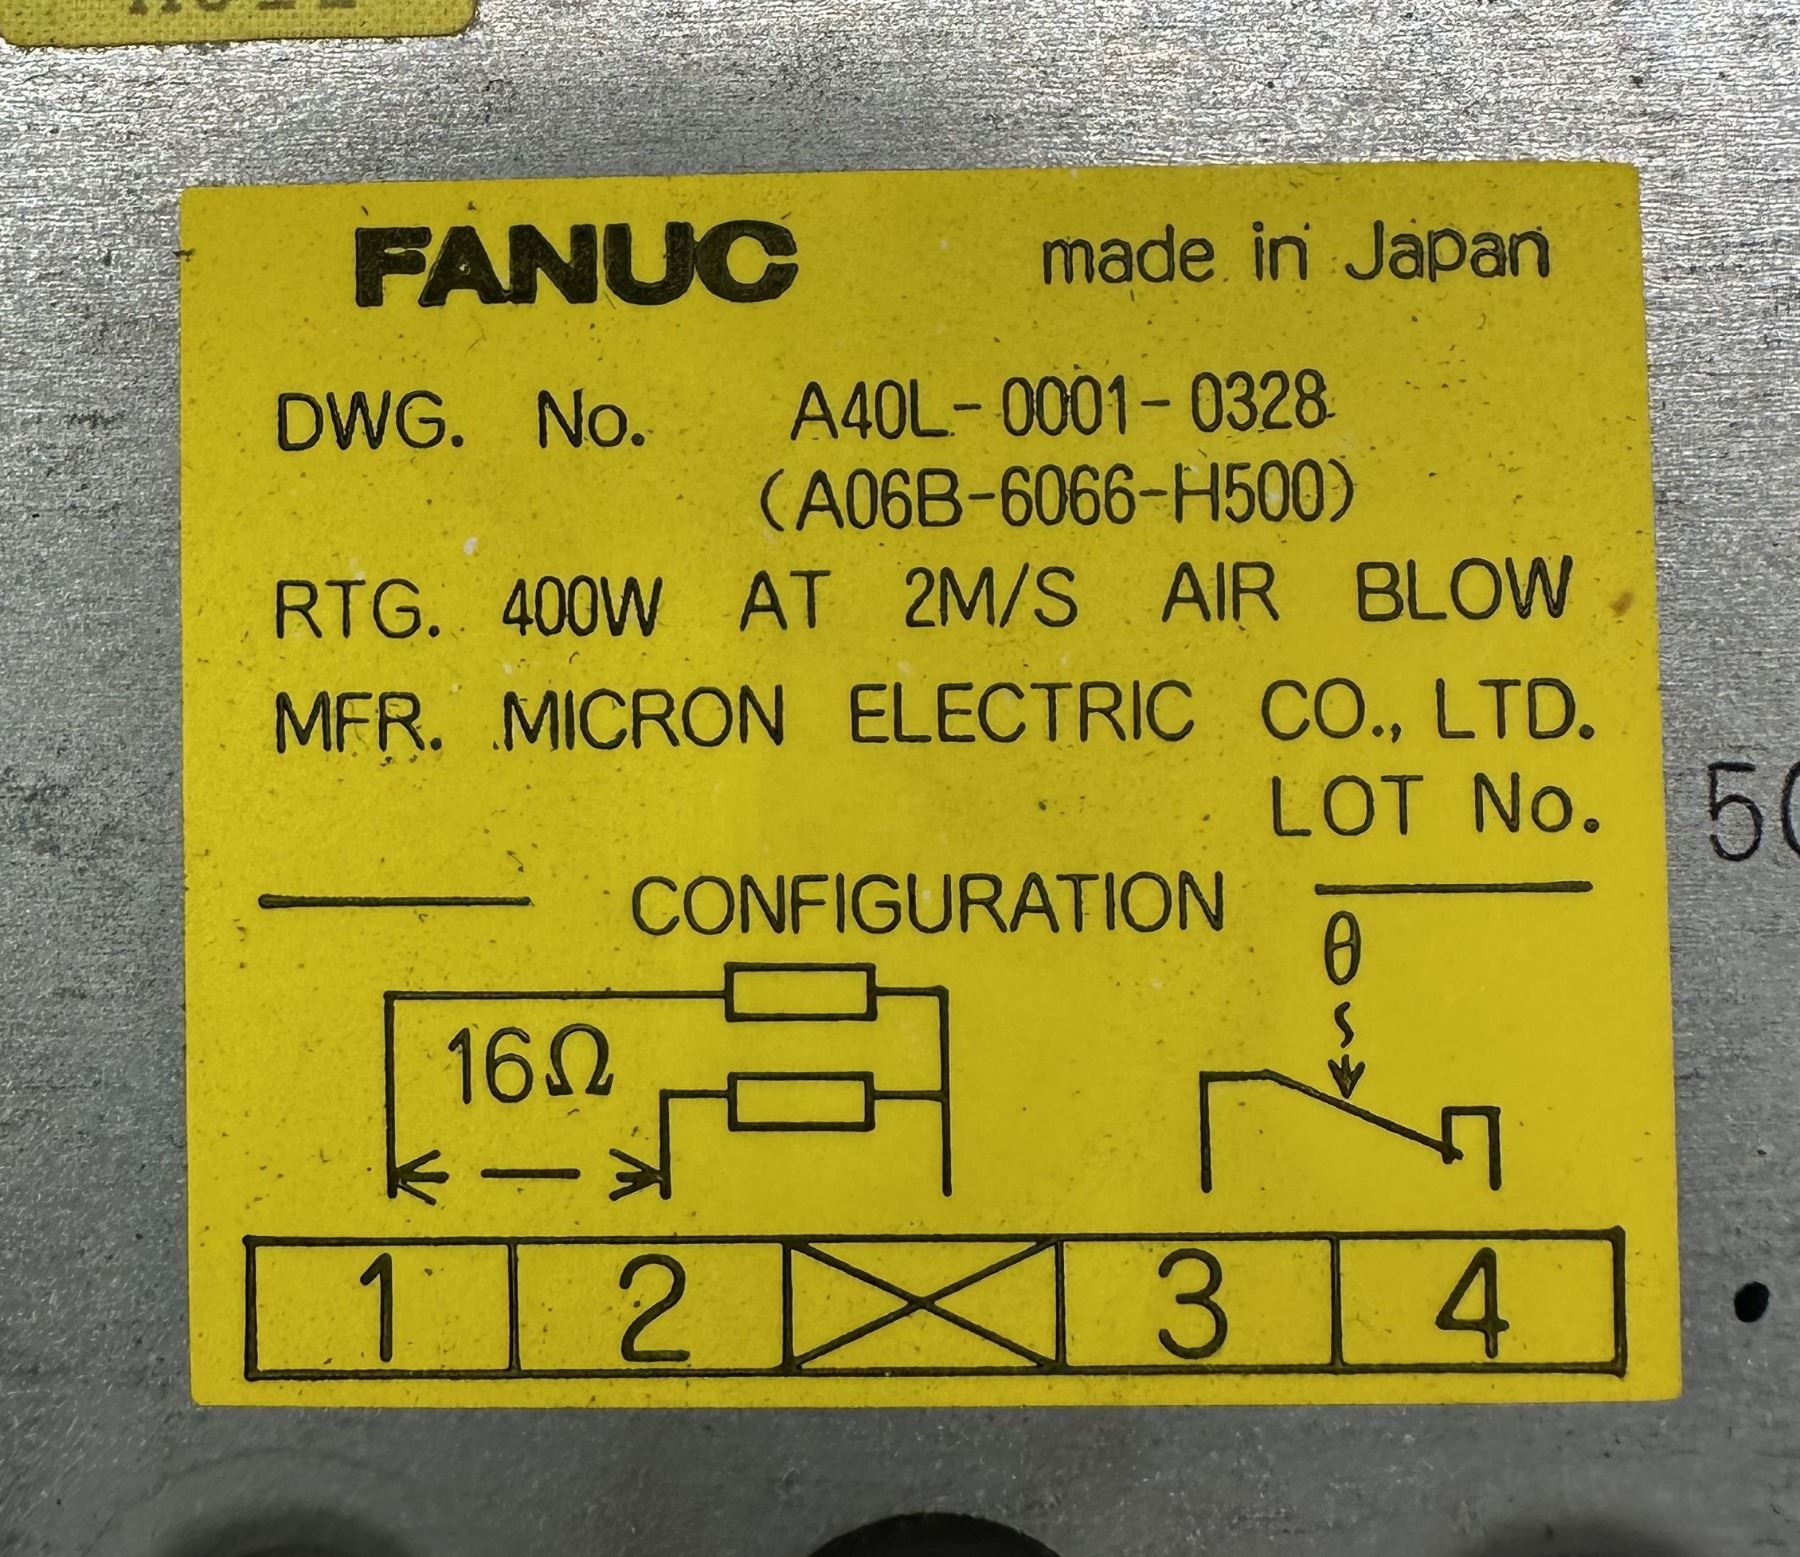 FANUC made in Japan
DWG. No. A40L-0001-0328
(A06B-6066-H500)
RTG. 400W AT 2M/S AIR BLOW
MFR. MICRON ELECTRIC CO., LTD.
LOT No.
CONFIGURATION
θ
16Ω
1 2 3 4